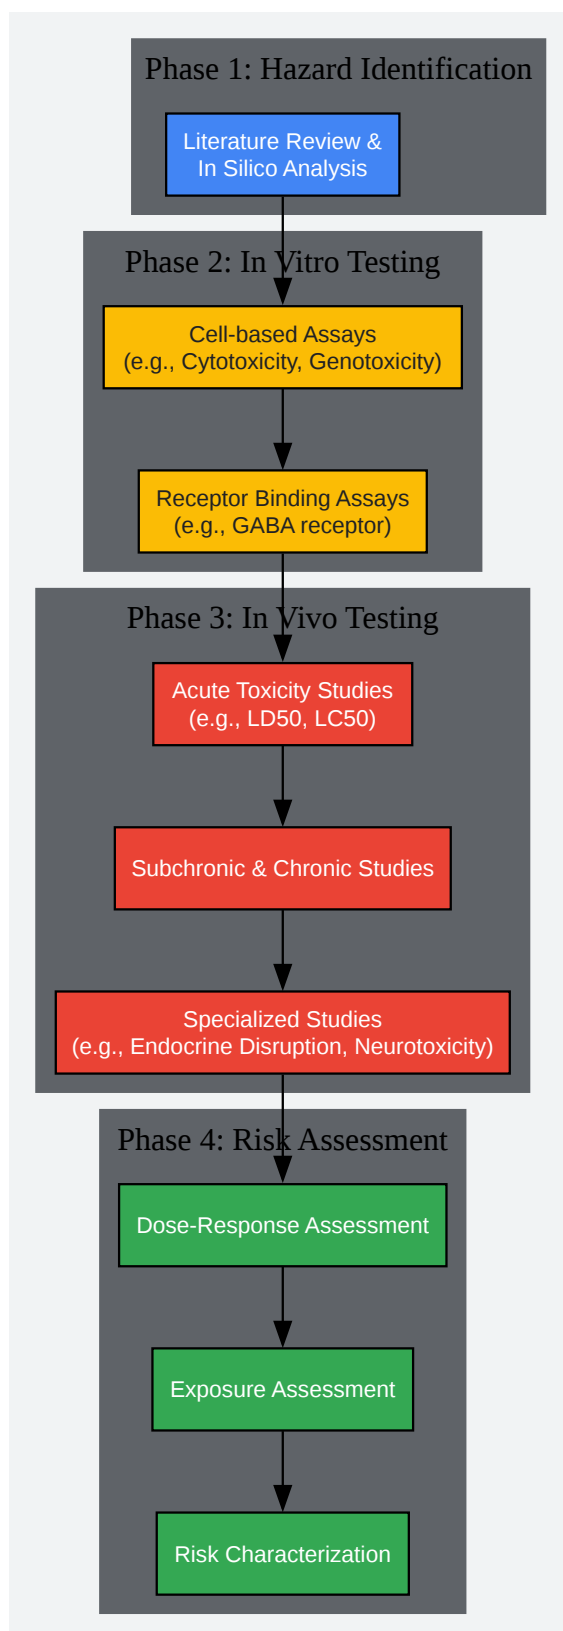 Phase 1: Hazard Identification
Literature Review &
In Silico Analysis
Phase 2: In Vitro Testing
Cell-based Assays
(e.g., Cytotoxicity, Genotoxicity)
Receptor Binding Assays
(e.g., GABA receptor)
Phase 3: In Vivo Testing
Acute Toxicity Studies
(e.g., LD50, LC50)
Subchronic & Chronic Studies
Specialized Studies
(e.g., Endocrine Disruption, Neurotoxicity)
Phase 4: Risk Assessment
Dose-Response Assessment
Exposure Assessment
Risk Characterization